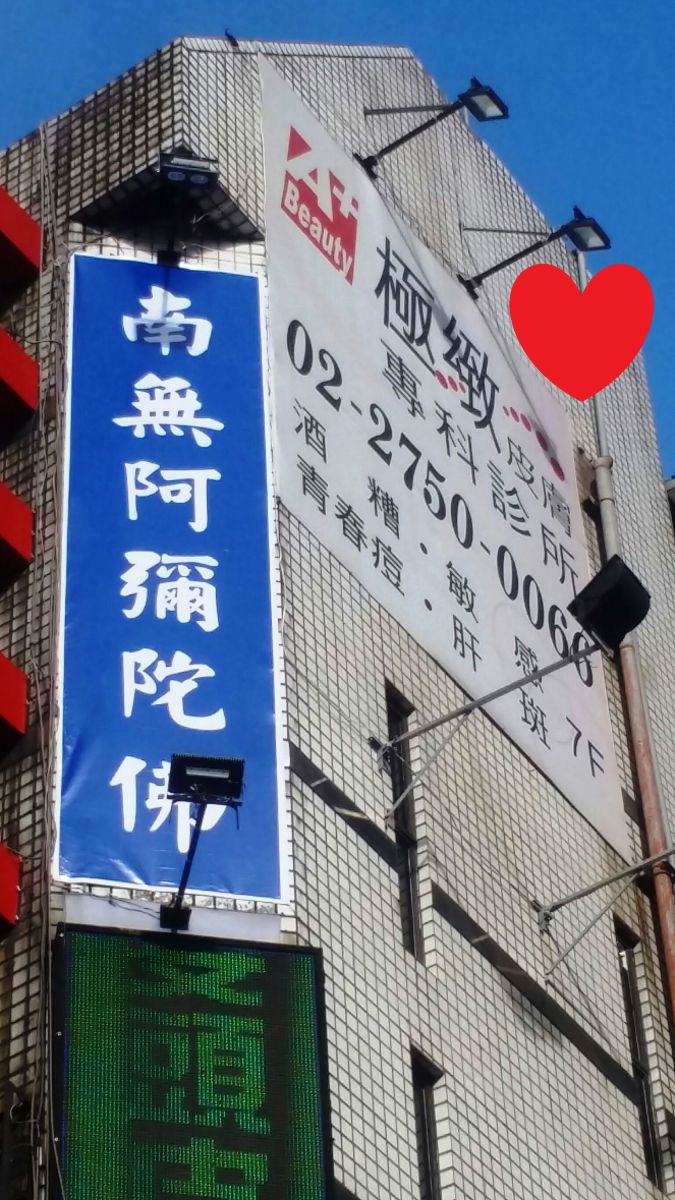 南無阿彌陀佛
A+
Beauty
極緻皮膚
專科診所
02-2750-0066
酒糟·敏感
青春痘·肝斑 7F